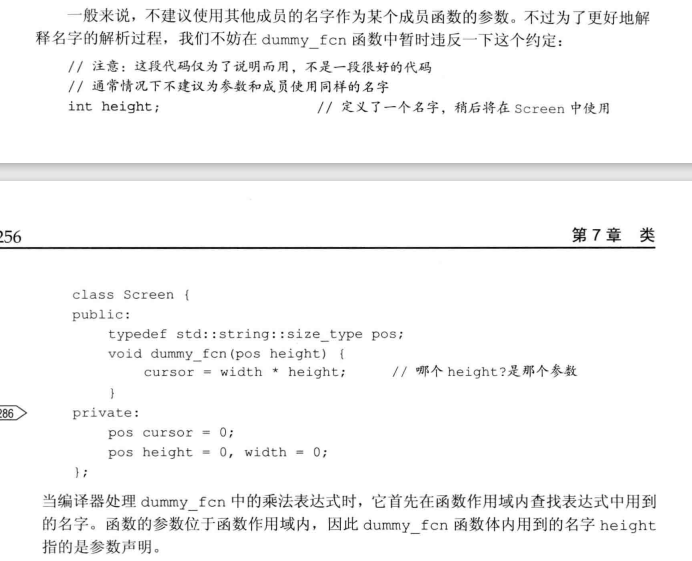 一般来说，不建议使用其他成员的名字作为某个成员函数的参数。不过为了更好地解
释名字的解析过程，我们不妨在 dummy_fcn 函数中暂时违反一下这个约定：
// 注意：这段代码仅为了说明而用，不是一段很好的代码
// 通常情况下不建议为参数和成员使用同样的名字
int height; // 定义了一个名字，稍后将在 Screen 中使用
256 第 7 章 类
class Screen {
public:
typedef std::string::size_type pos;
void dummy_fcn(pos height) {
cursor = width * height; // 哪个 height?是那个参数
}
286 private:
pos cursor = 0;
pos height = 0, width = 0;
};
当编译器处理 dummy_fcn 中的乘法表达式时，它首先在函数作用域内查找表达式中用到
的名字。函数的参数位于函数作用域内，因此 dummy_fcn 函数体内用到的名字 height
指的是参数声明。